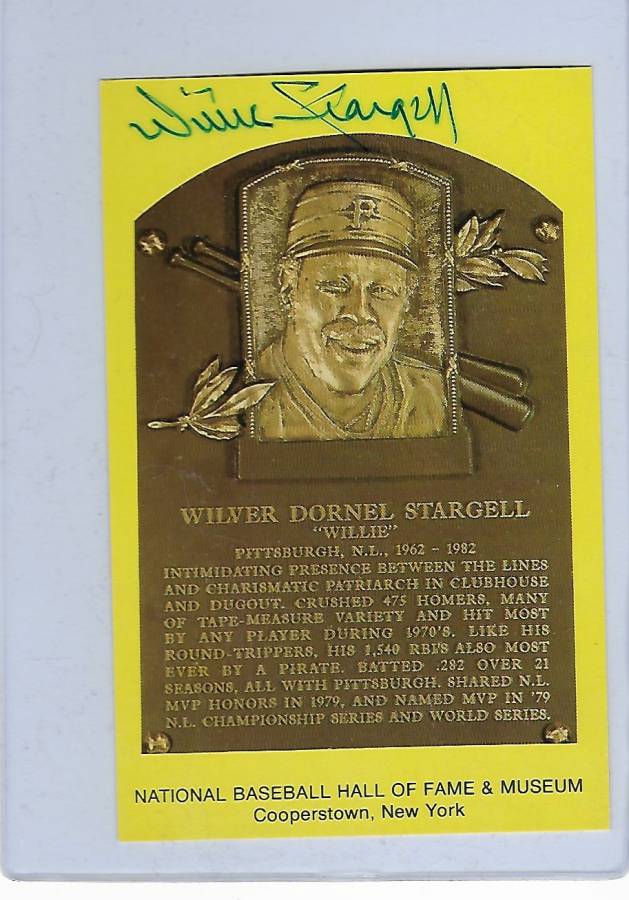 Willie Stargell
P
WILVER DORNEL STARGELL
"WILLIE"
PITTSBURGH, N.L., 1962 - 1982
INTIMIDATING PRESENCE BETWEEN THE LINES
AND CHARISMATIC PATRIARCH IN CLUBHOUSE
AND DUGOUT. CRUSHED 475 HOMERS, MANY
OF TAPE-MEASURE VARIETY AND HIT MOST
BY ANY PLAYER DURING 1970'S. LIKE HIS
ROUND-TRIPPERS, HIS 1,540 RBI'S ALSO MOST
EVER BY A PIRATE. BATTED .282 OVER 21
SEASONS, ALL WITH PITTSBURGH. SHARED N.L.
MVP HONORS IN 1979, AND NAMED MVP IN '79
N.L. CHAMPIONSHIP SERIES AND WORLD SERIES.
NATIONAL BASEBALL HALL OF FAME & MUSEUM
Cooperstown, New York